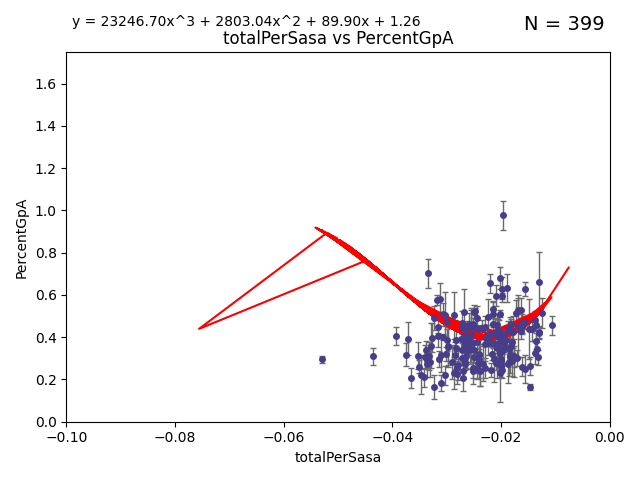 y = 23246.70x^3 + 2803.04x^2 + 89.90x + 1.26
N = 399
totalPerSasa vs PercentGpA
PercentGpA
1.6
1.4
1.2
1.0
0.8
0.6
0.4
0.2
0.0
−0.10 −0.08 −0.06 −0.04 −0.02 0.00
totalPerSasa